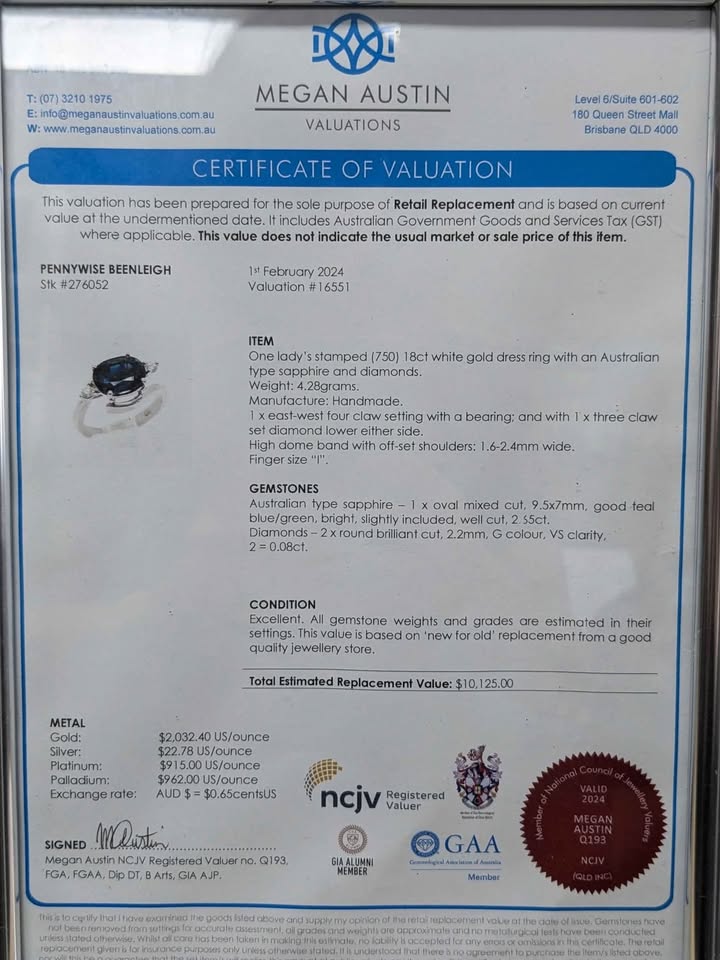 T: (07) 3210 1975
E: info@meganaustinvaluations.com.au
W: www.meganaustinvaluations.com.au
MEGAN AUSTIN
VALUATIONS
Level 6/Suite 601-602
180 Queen Street Mall
Brisbane QLD 4000
CERTIFICATE OF VALUATION
This valuation has been prepared for the sole purpose of Retail Replacement and is based on current
value at the undermentioned date. It includes Australian Government Goods and Services Tax (GST)
where applicable. This value does not indicate the usual market or sale price of this item.
PENNYWISE BEENLEIGH
Stk #276052
1st February 2024
Valuation #16551
ITEM
One lady's stamped (750) 18ct white gold dress ring with an Australian
type sapphire and diamonds.
Weight: 4.28grams.
Manufacture: Handmade.
1 x east-west four claw setting with a bearing; and with 1 x three claw
set diamond lower either side.
High dome band with off-set shoulders: 1.6-2.4mm wide.
Finger size "I".
GEMSTONES
Australian type sapphire – 1 x oval mixed cut, 9.5x7mm, good teal
blue/green, bright, slightly included, well cut, 2.55ct.
Diamonds – 2 x round brilliant cut, 2.2mm, G colour, VS clarity,
2 = 0.08ct.
CONDITION
Excellent. All gemstone weights and grades are estimated in their
settings. This value is based on 'new for old' replacement from a good
quality jewellery store.
Total Estimated Replacement Value: $10,125.00
METAL
Gold: $2,032.40 US/ounce
Silver: $22.78 US/ounce
Platinum: $915.00 US/ounce
Palladium: $962.00 US/ounce
Exchange rate: AUD $ = $0.65centsUS
SIGNED MAustin
Megan Austin NCJV Registered Valuer no. Q193,
FGA, FGAA, Dip DT, B Arts, GIA AJP.
ncjv Registered
Valuer
GIA ALUMNI
MEMBER
GAA
Gemmological Association of Australia
Member
Member of National Council of Jewellery Valuers
VALID
2024
MEGAN
AUSTIN
Q193
NCJV
(QLD INC)
This is to certify that I have examined the goods listed above and supply my opinion of the retail replacement value at the date of issue. Gemstones have
not been removed from settings for accurate assessment, all grades and weights are approximate and no metallurgical tests have been conducted
unless stated otherwise. Whilst all care has been taken in making this estimate, no liability is accepted for any errors or omissions in this certificate. The retail
replacement given is for insurance purposes only unless otherwise stated. It is understood that there is no agreement to purchase the item/s listed above,